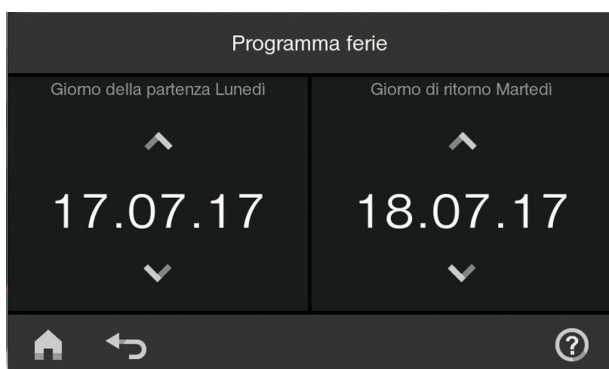 Programma ferie
Giorno della partenza Lunedì
Giorno di ritorno Martedì
17.07.17
18.07.17
?